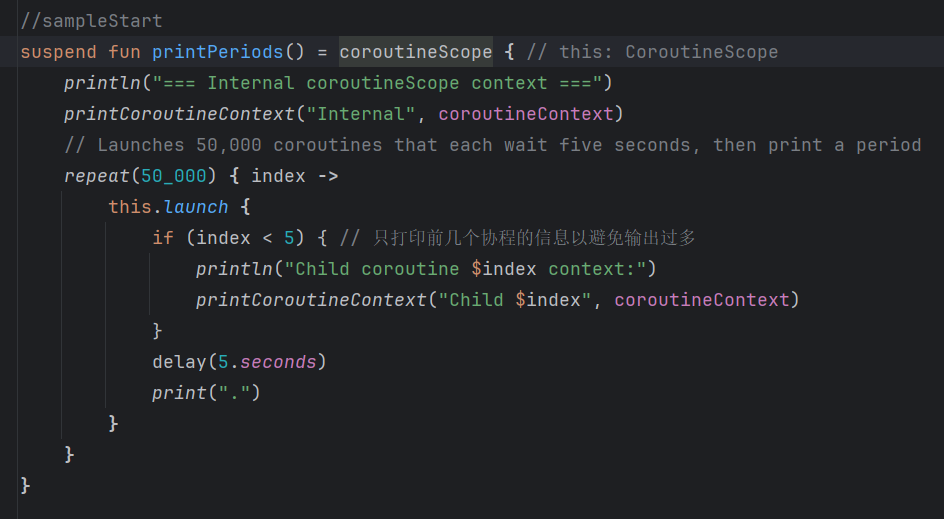 //sampleStart
suspend fun printPeriods() = coroutineScope { // this: CoroutineScope
    println("=== Internal coroutineScope context ===")
    printCoroutineContext("Internal", coroutineContext)
    // Launches 50,000 coroutines that each wait five seconds, then print a period
    repeat(50_000) { index ->
        this.launch {
            if (index < 5) { // 只打印前几个协程的信息以避免输出过多
                println("Child coroutine $index context:")
                printCoroutineContext("Child $index", coroutineContext)
            }
            delay(5.seconds)
            print(".")
        }
    }
}